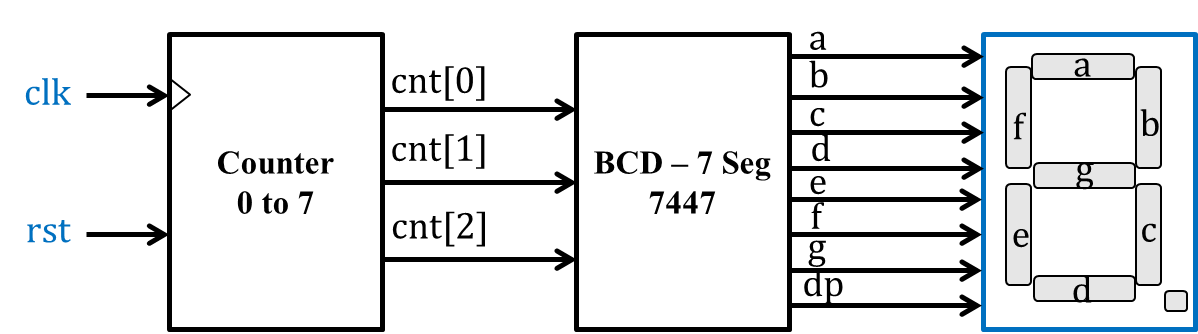 clk
rst
Counter
0 to 7
cnt[0]
cnt[1]
cnt[2]
BCD – 7 Seg
7447
a
b
c
d
e
f
g
dp
a
f
b
g
e
c
d